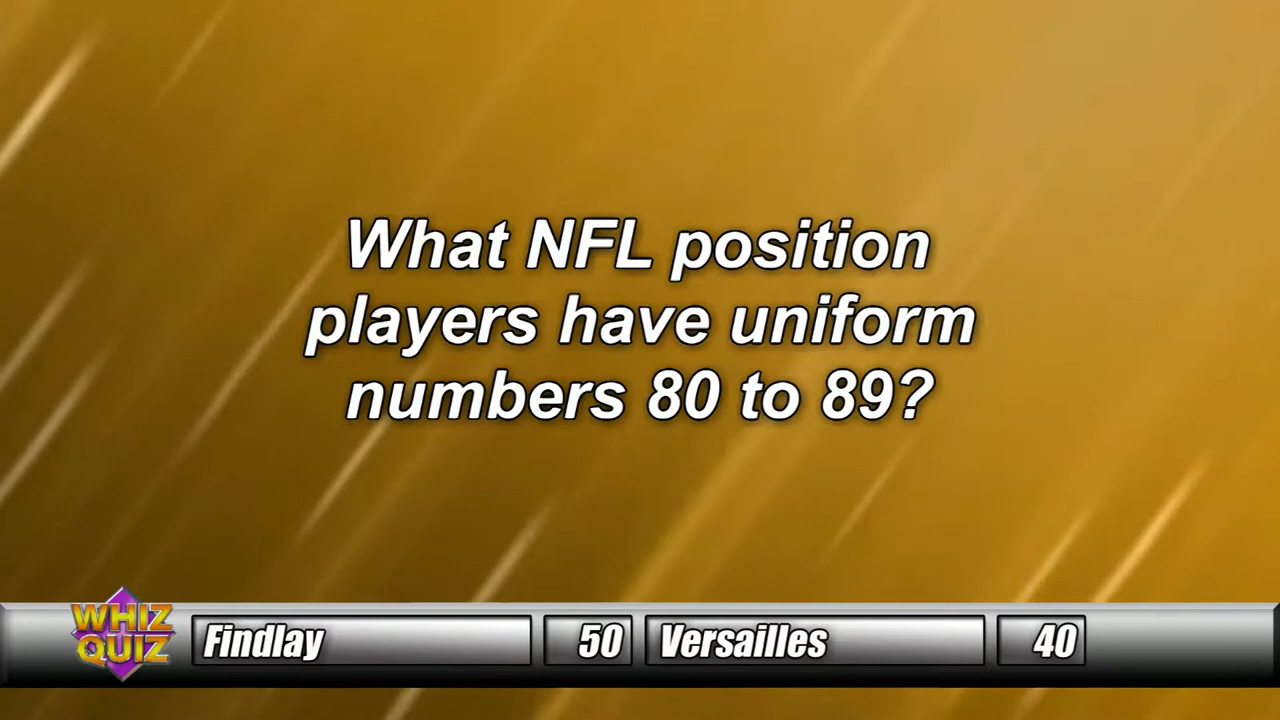 What NFL position
players have uniform
numbers 80 to 89?
WHIZ
QUIZ
Findlay 50 Versailles 40